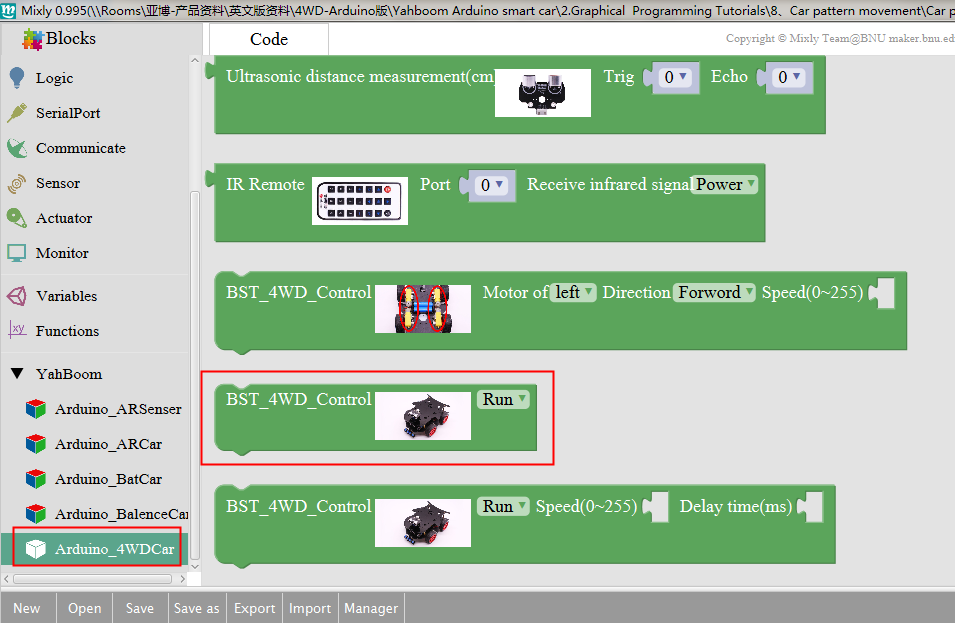 Mixly 0.995(\\Rooms\亚博-产品资料\英文版资料\4WD-Arduino版\Yahboom Arduino smart car\2.Graphical Programming Tutorials\8、Car pattern movement\Car p
Blocks
Code
Copyright © Mixly Team@BNU maker.bnu.ed
Logic
SerialPort
Communicate
Sensor
Actuator
Monitor
Variables
Functions
YahBoom
Arduino_ARSenser
Arduino_ARCar
Arduino_BatCar
Arduino_BalenceCar
Arduino_4WDCar
Ultrasonic distance measurement(cm Trig 0 Echo 0
IR Remote Port 0 Receive infrared signal Power
BST_4WD_Control Motor of left Direction Forword Speed(0~255)
BST_4WD_Control Run
BST_4WD_Control Run Speed(0~255) Delay time(ms)
New Open Save Save as Export Import Manager